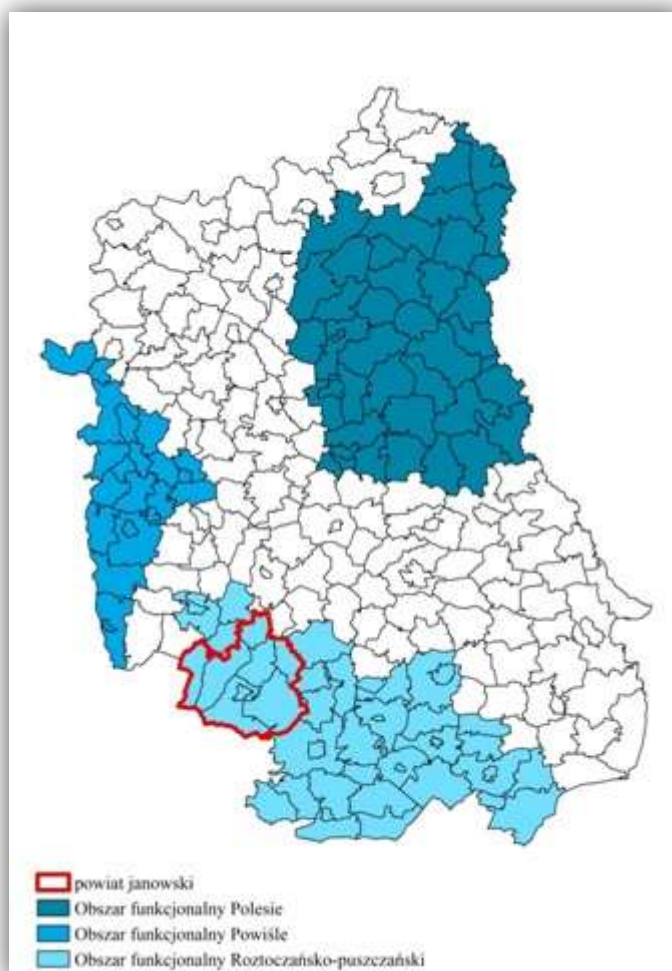 powiat janowski
Obszar funkcjonalny Polesie
Obszar funkcjonalny Powiśle
Obszar funkcjonalny Roztoczańsko-puszczański